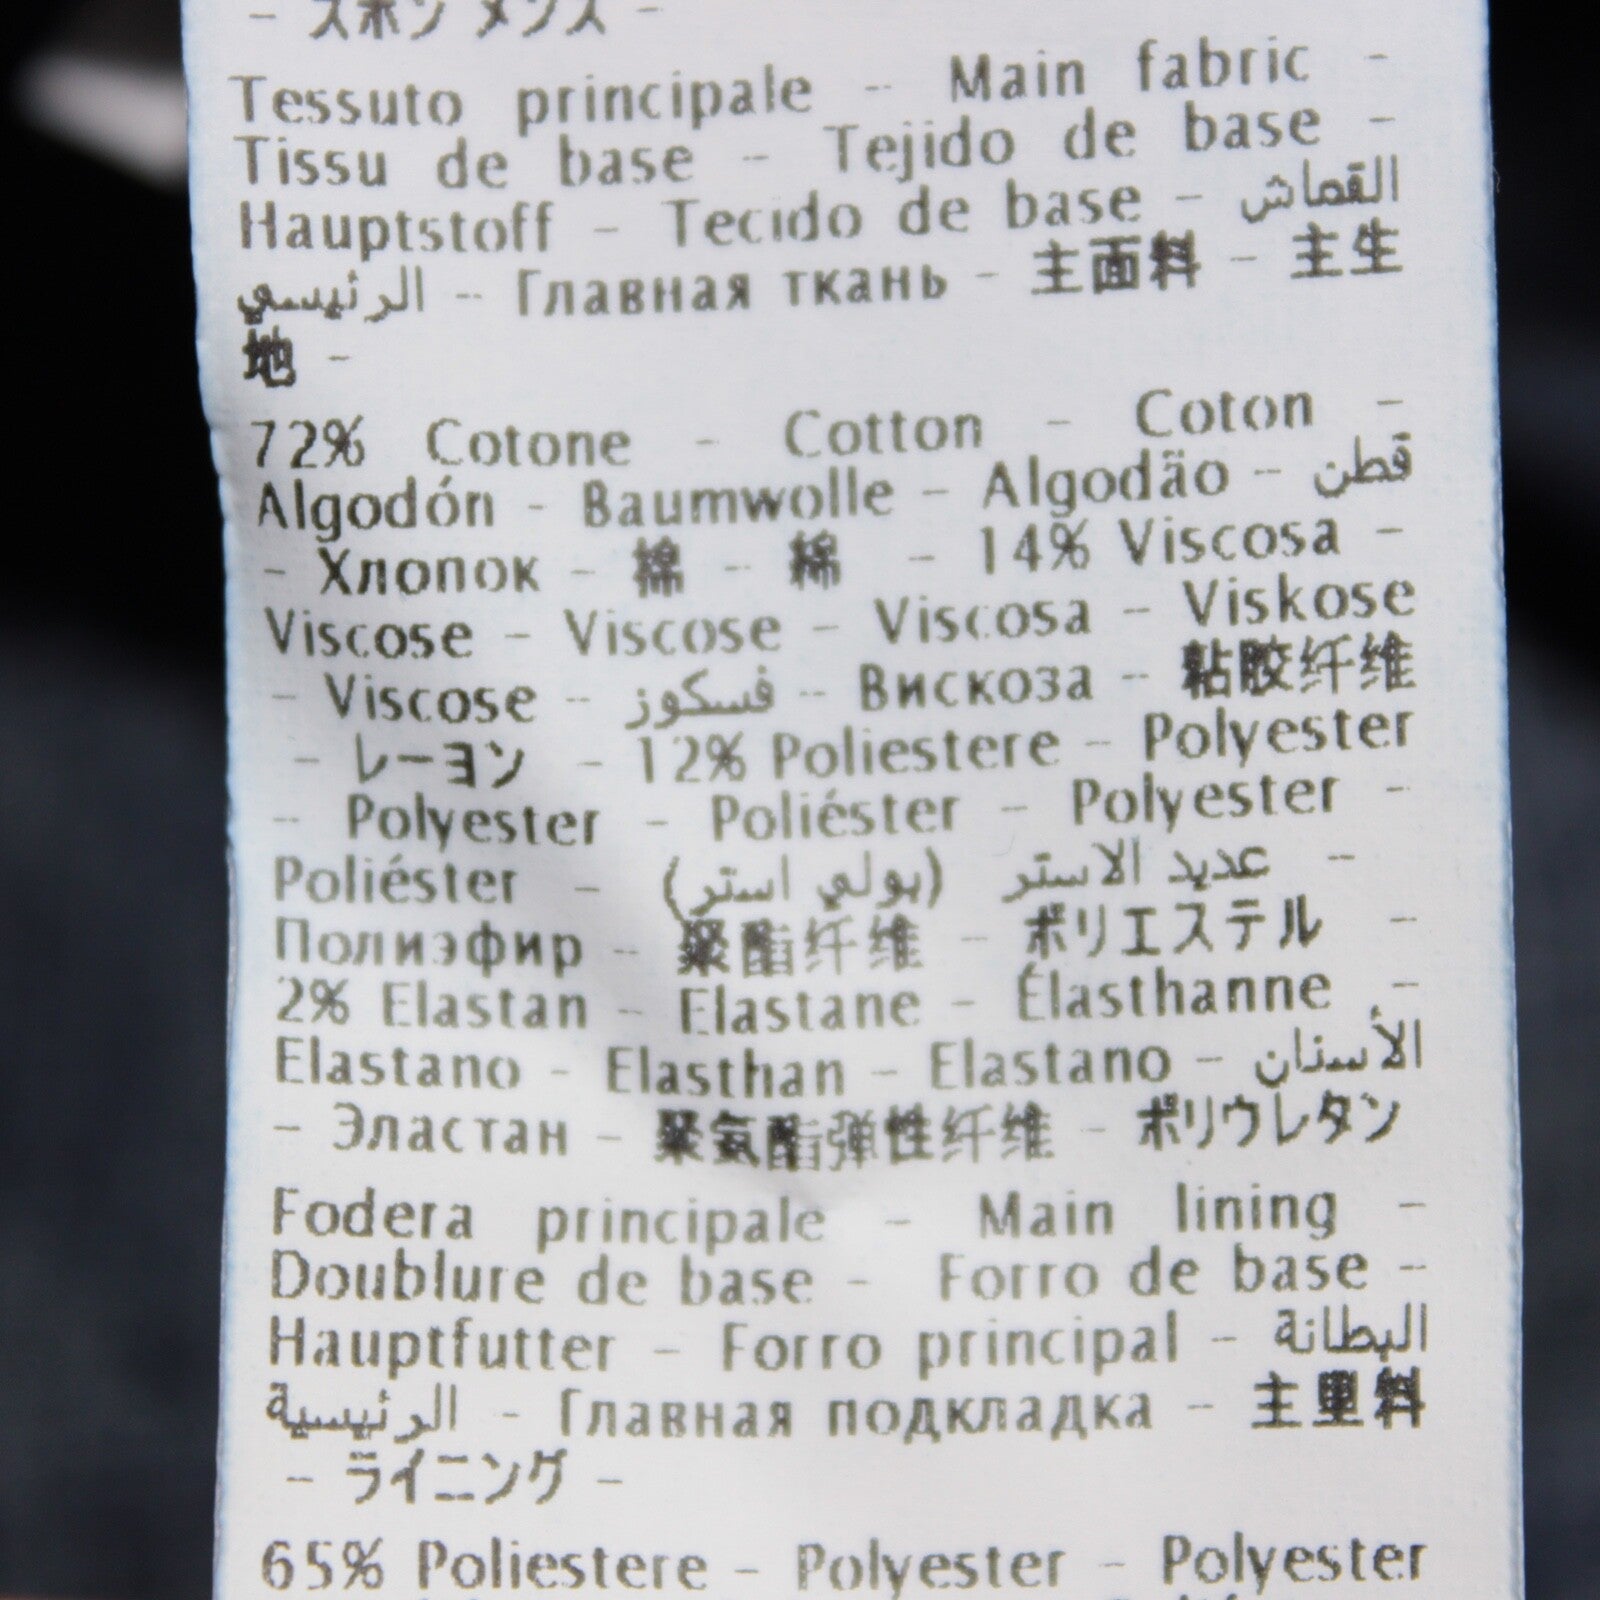 - ズボン メンズ -
Tessuto principale - Main fabric -
Tissu de base - Tejido de base -
Hauptstoff - Tecido de base - القماش
الرئيسي - Главная ткань - 主面料 - 主生
地 -
72% Cotone - Cotton - Coton -
Algodón - Baumwolle - Algodão - قطن
- Хлопок - 棉 - 綿 - 14% Viscosa -
Viscose - Viscose - Viscosa - Viskose
- Viscose - فسكوز - Вискоза - 粘胶纤维
- レーヨン - 12% Poliestere - Polyester
- Polyester - Poliéster - Polyester -
Poliéster - عديد الاستر (بولي استر) -
Полиэфир - 聚酯纤维 - ポリエステル -
2% Elastan - Elastane - Élasthanne -
Elastano - Elasthan - Elastano - الأستان
- Эластан - 聚氨酯弹性纤维 - ポリウレタン
Fodera principale - Main lining -
Doublure de base - Forro de base -
Hauptfutter - Forro principal - البطانة
الرئيسية - Главная подкладка - 主里料
- ライニング -
65% Poliestere - Polyester - Polyester